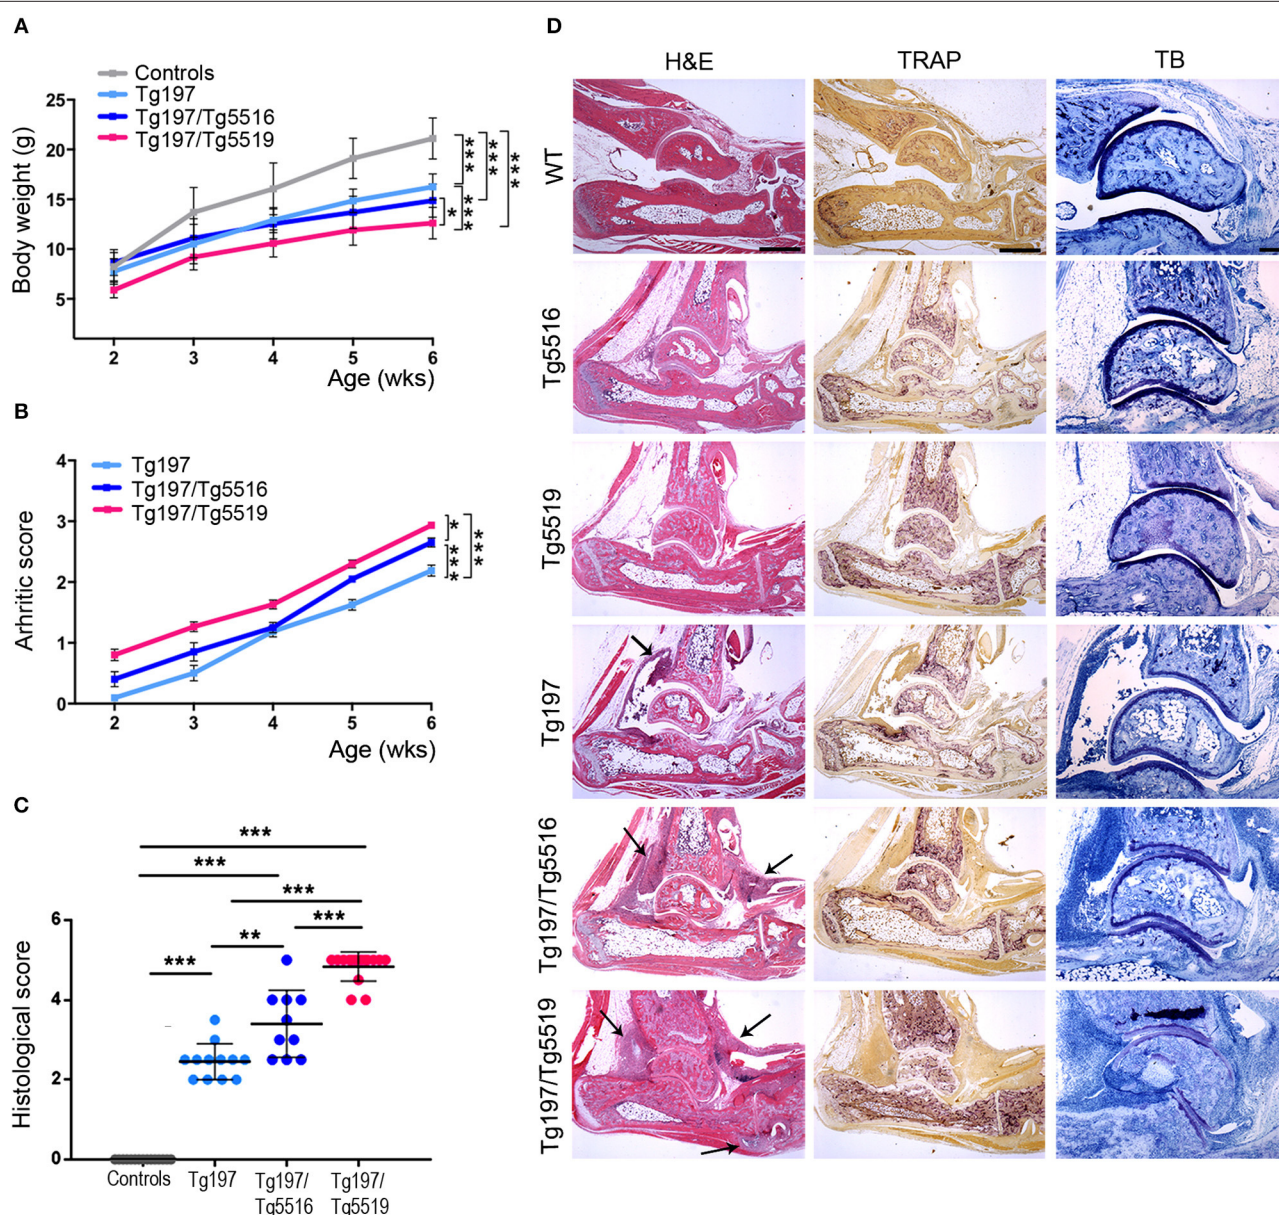 A
Controls
Tg197
Tg197/Tg5516
Tg197/Tg5519
Body weight (g)
25
20
15
10
5
2 3 4 5 6
Age (wks)
***
***
***
***
*
B
Tg197
Tg197/Tg5516
Tg197/Tg5519
Arhritic score
4
3
2
1
0
2 3 4 5 6
Age (wks)
*
***
***
C
***
***
***
***
**
***
Histological score
6
4
2
0
Controls Tg197 Tg197/ Tg197/
Tg5516 Tg5519
D
H&E TRAP TB
WT
Tg5516
Tg5519
Tg197
Tg197/Tg5516
Tg197/Tg5519